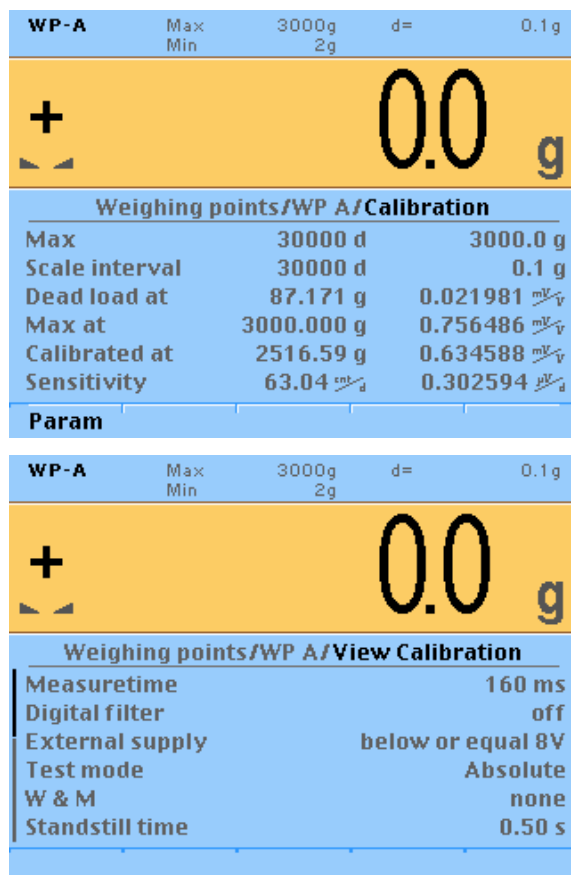 WP-A Max 3000g d= 0.1g
Min 2g
+ 0.0 g
Weighing points/WP A/Calibration
Max 30000 d 3000.0 g
Scale interval 30000 d 0.1 g
Dead load at 87.171 g 0.021981 mV/V
Max at 3000.000 g 0.756486 mV/V
Calibrated at 2516.59 g 0.634588 mV/V
Sensitivity 63.04 cnt/d 0.302594 µV/d
Param
WP-A Max 3000g d= 0.1g
Min 2g
+ 0.0 g
Weighing points/WP A/View Calibration
Measuretime 160 ms
Digital filter off
External supply below or equal 8V
Test mode Absolute
W & M none
Standstill time 0.50 s